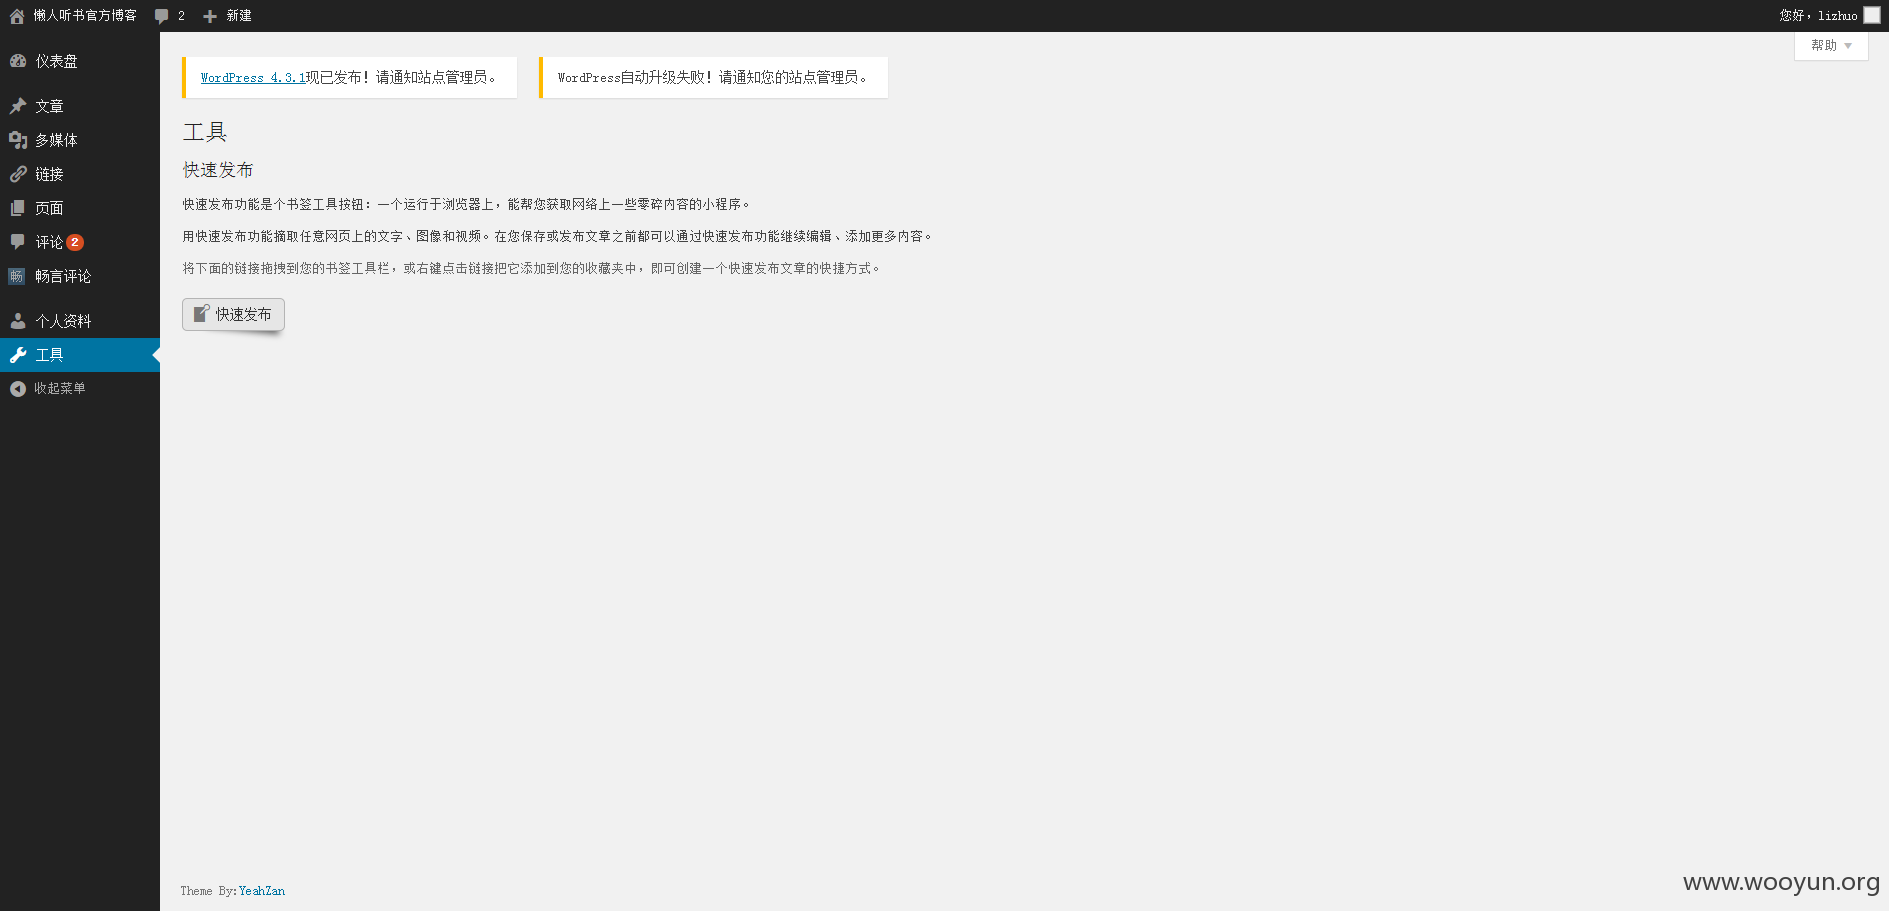 懒人听书官方博客 2 新建
您好，lizhuo
帮助
仪表盘
文章
多媒体
链接
页面
评论 2
畅 畅言评论
个人资料
工具
收起菜单
WordPress 4.3.1现已发布！请通知站点管理员。
WordPress自动升级失败！请通知您的站点管理员。
工具
快速发布
快速发布功能是个书签工具按钮：一个运行于浏览器上，能帮您获取网络上一些零碎内容的小程序。
用快速发布功能摘取任意网页上的文字、图像和视频。在您保存或发布文章之前都可以通过快速发布功能继续编辑、添加更多内容。
将下面的链接拖拽到您的书签工具栏，或右键点击链接把它添加到您的收藏夹中，即可创建一个快速发布文章的快捷方式。
快速发布
Theme By:YeahZan
www.wooyun.org